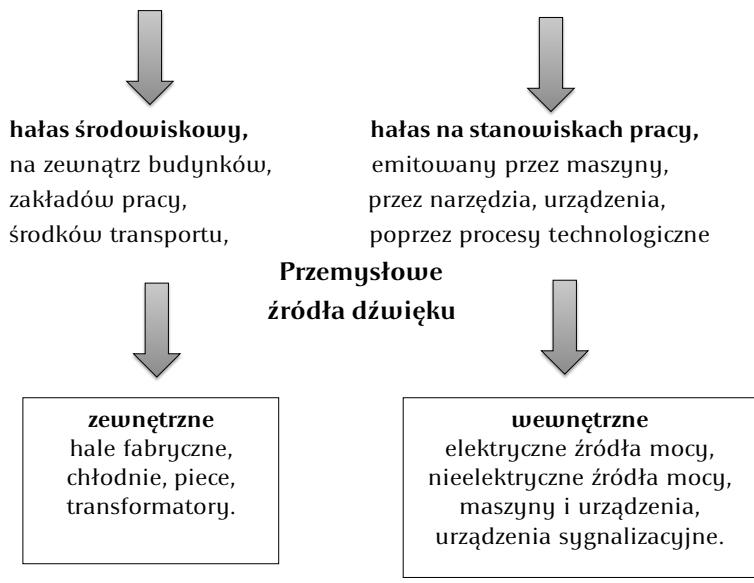 hałas środowiskowy,
na zewnątrz budynków,
zakładów pracy,
środków transportu,
hałas na stanowiskach pracy,
emitowany przez maszyny,
przez narzędzia, urządzenia,
poprzez procesy technologiczne
Przemysłowe
źródła dźwięku
zewnętrzne
hale fabryczne,
chłodnie, piece,
transformatory.
wewnętrzne
elektryczne źródła mocy,
nieelektryczne źródła mocy,
maszyny i urządzenia,
urządzenia sygnalizacyjne.